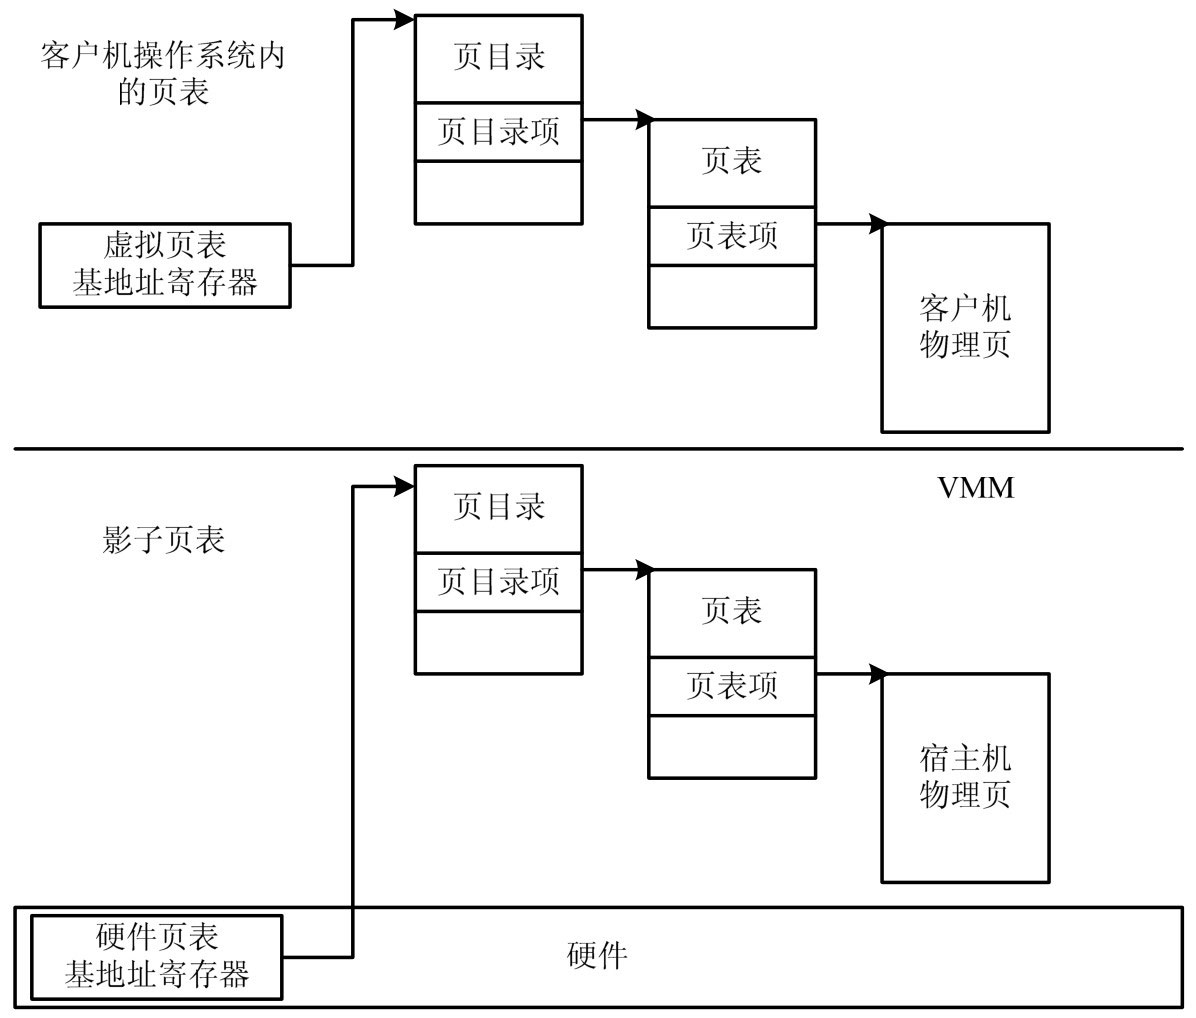 客户机操作系统内
的页表
页目录
页目录项
页表
页表项
虚拟页表
基地址寄存器
客户机
物理页
VMM
影子页表
页目录
页目录项
页表
页表项
宿主机
物理页
硬件页表
基地址寄存器
硬件